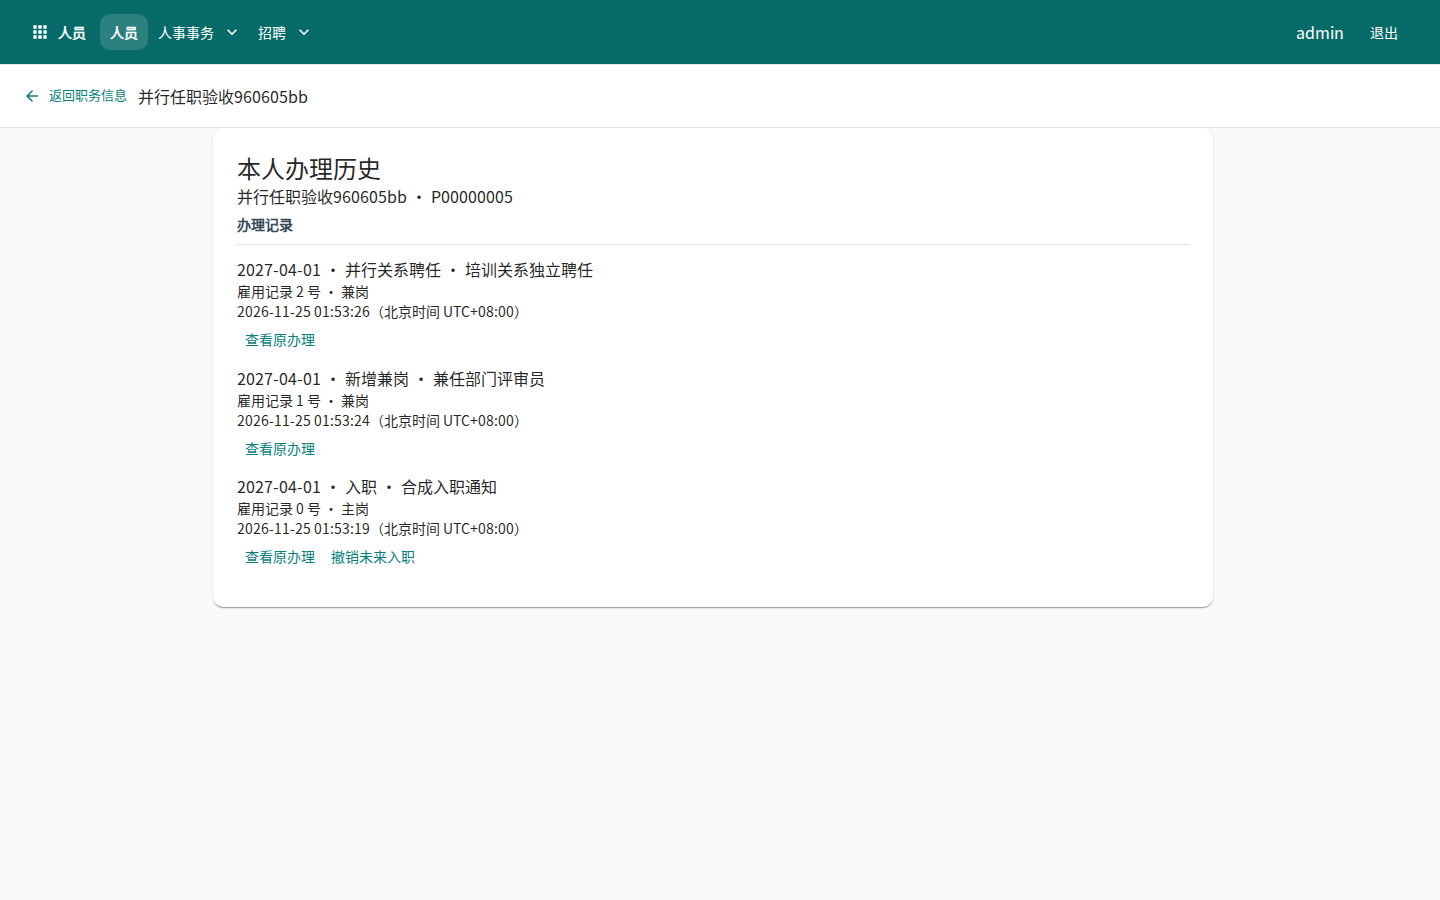 人员 人员 人事事务 招聘 admin 退出
返回职务信息 并行任职验收960605bb
本人办理历史
并行任职验收960605bb · P00000005
办理记录
2027-04-01 · 并行关系聘任 · 培训关系独立聘任
雇用记录 2 号 · 兼岗
2026-11-25 01:53:26（北京时间 UTC+08:00）
查看原办理
2027-04-01 · 新增兼岗 · 兼任部门评审员
雇用记录 1 号 · 兼岗
2026-11-25 01:53:24（北京时间 UTC+08:00）
查看原办理
2027-04-01 · 入职 · 合成入职通知
雇用记录 0 号 · 主岗
2026-11-25 01:53:19（北京时间 UTC+08:00）
查看原办理 撤销未来入职